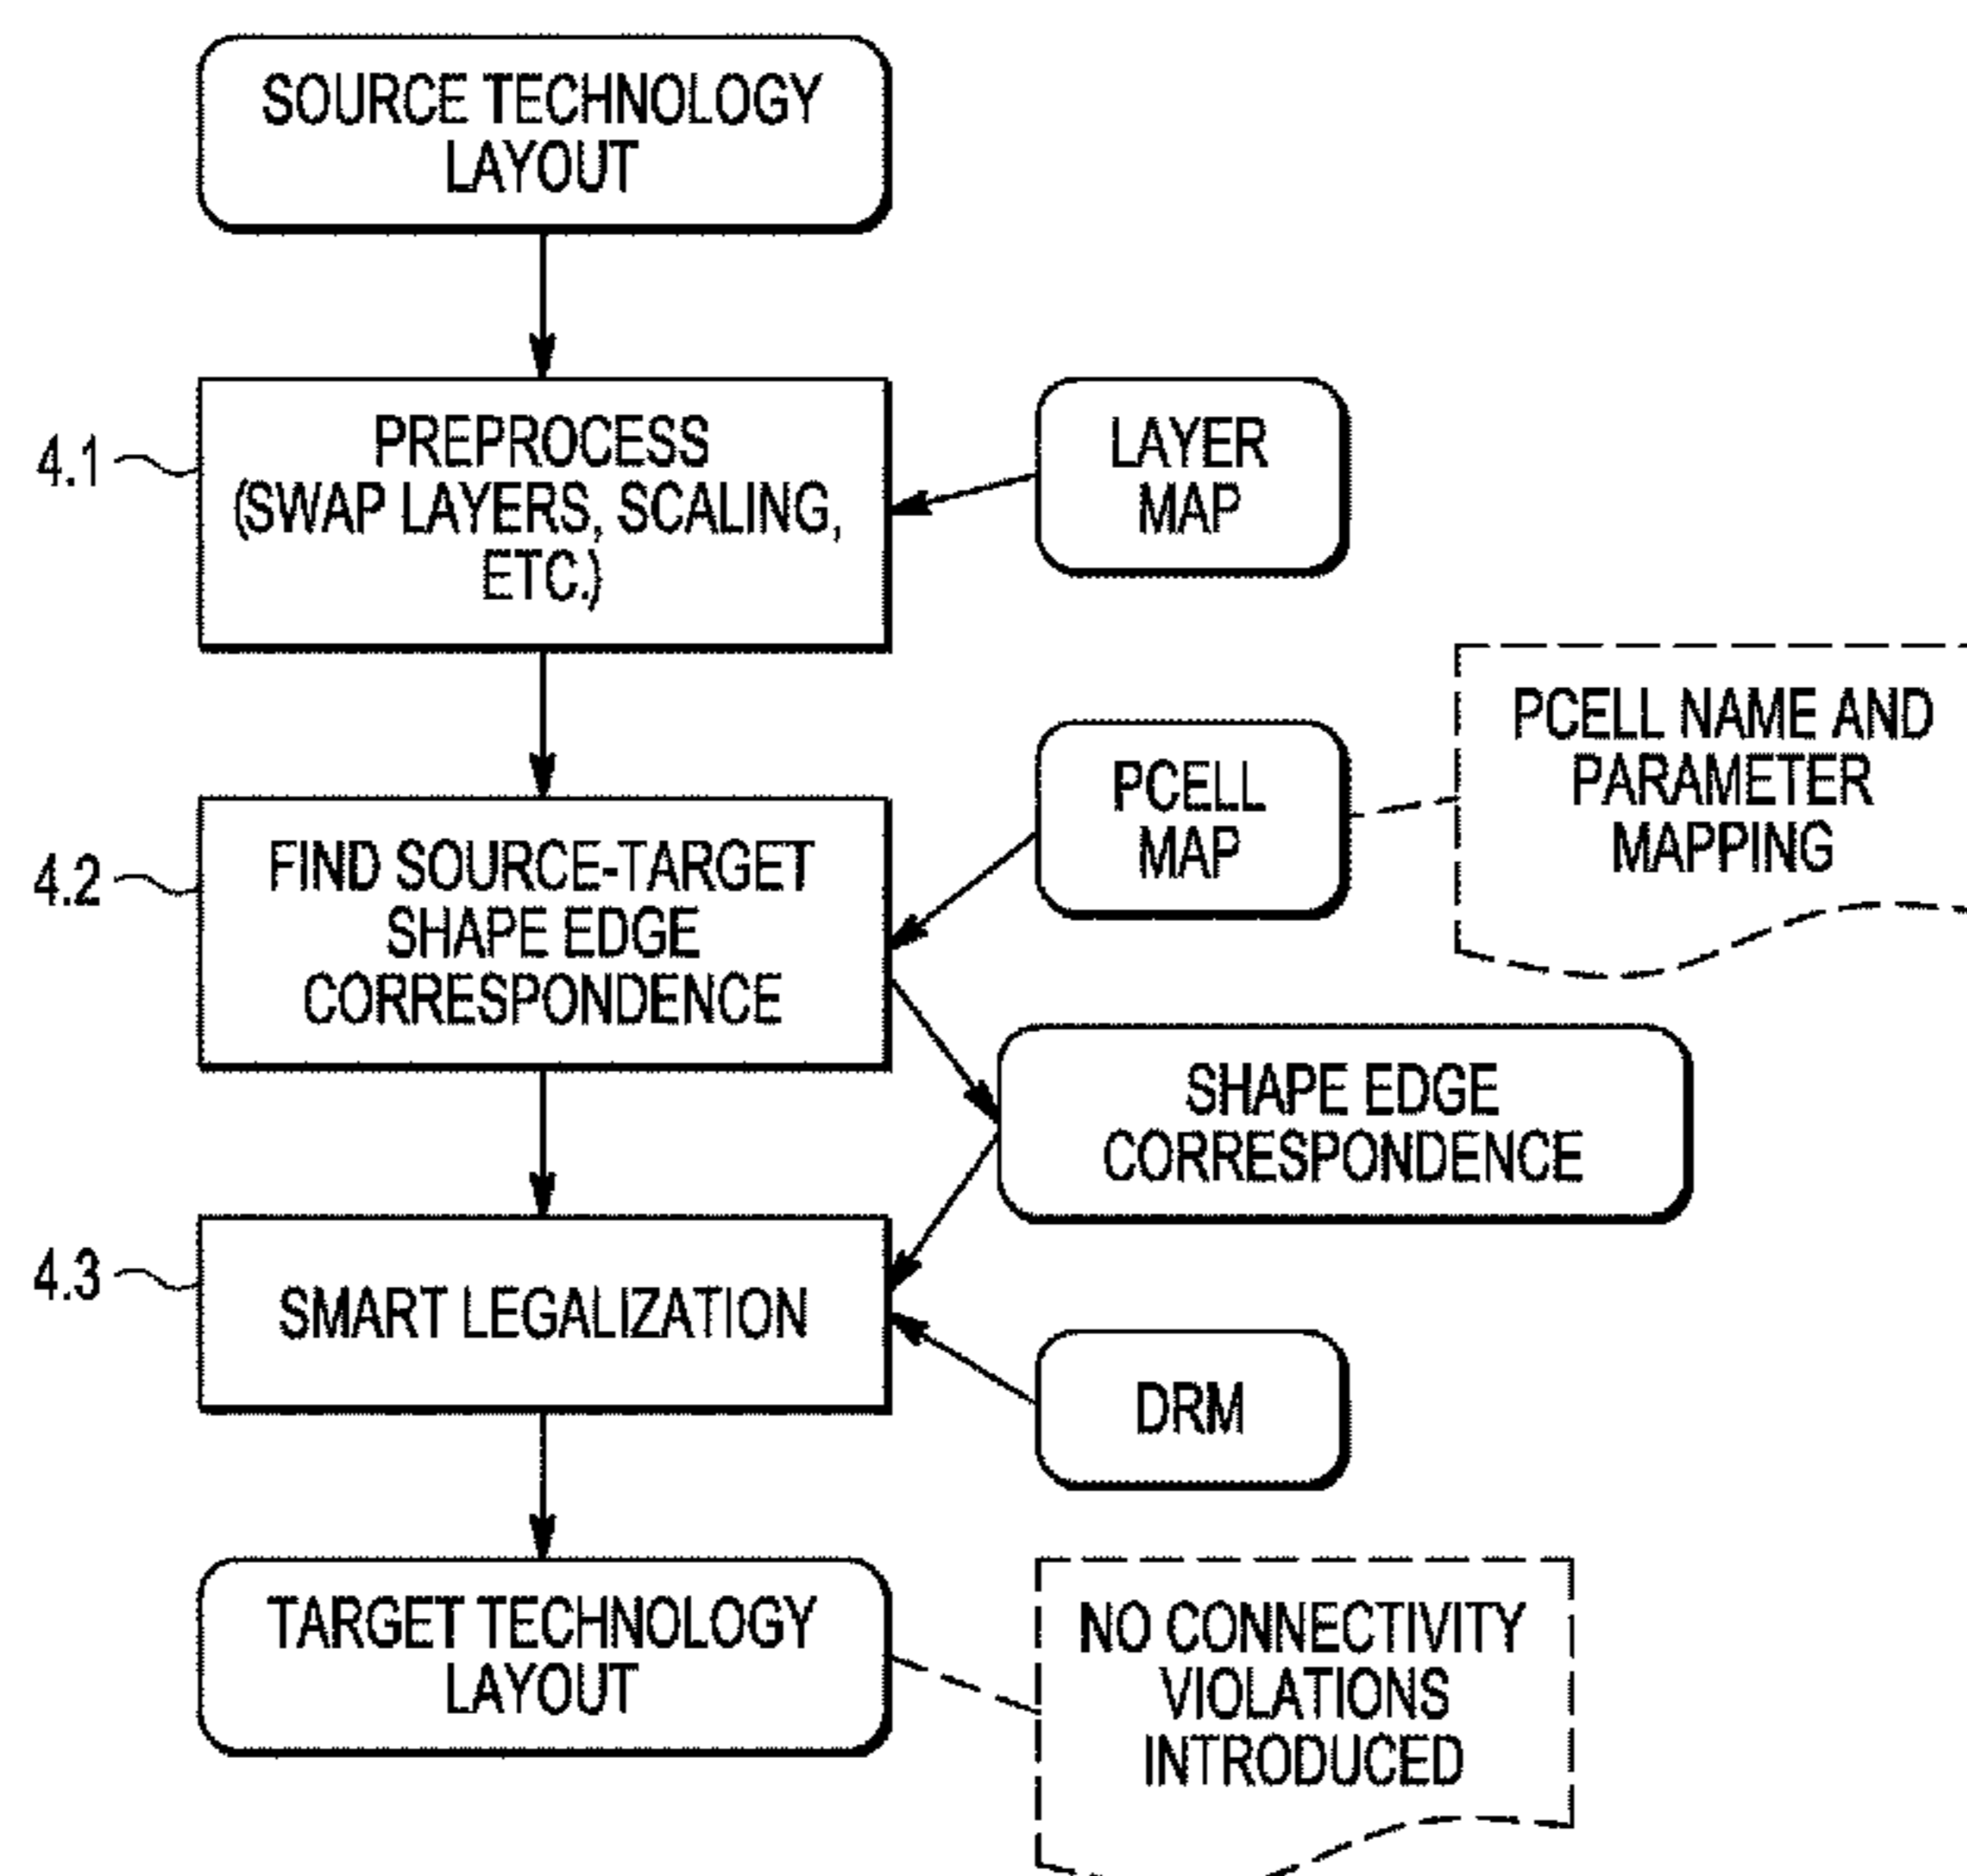 SOURCE TECHNOLOGY
LAYOUT
4.1
PREPROCESS
(SWAP LAYERS, SCALING,
ETC.)
LAYER
MAP
PCELL
MAP
PCELL NAME AND
PARAMETER
MAPPING
4.2
FIND SOURCE-TARGET
SHAPE EDGE
CORRESPONDENCE
SHAPE EDGE
CORRESPONDENCE
4.3
SMART LEGALIZATION
DRM
TARGET TECHNOLOGY
LAYOUT
NO CONNECTIVITY
VIOLATIONS
INTRODUCED